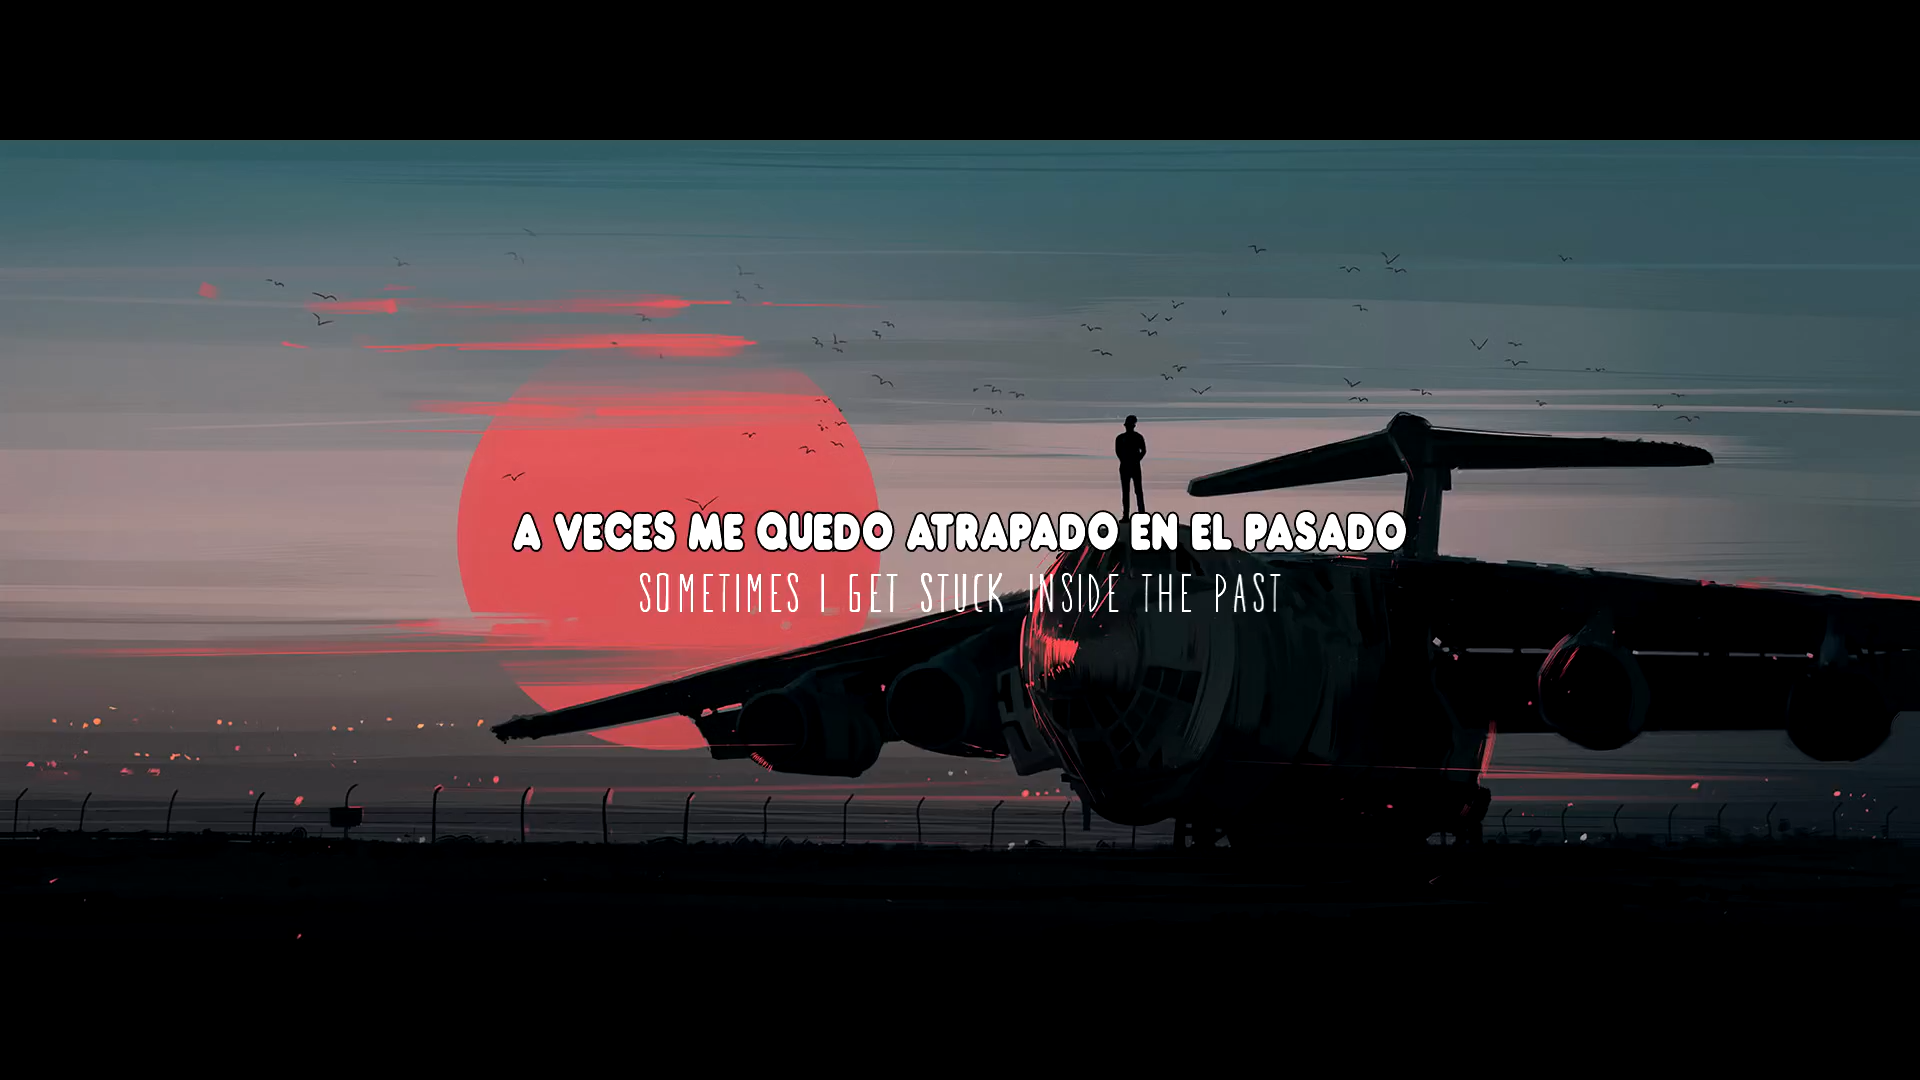 A VECES ME QUEDO ATRAPADO EN EL PASADO
SOMETIMES I GET STUCK INSIDE THE PAST